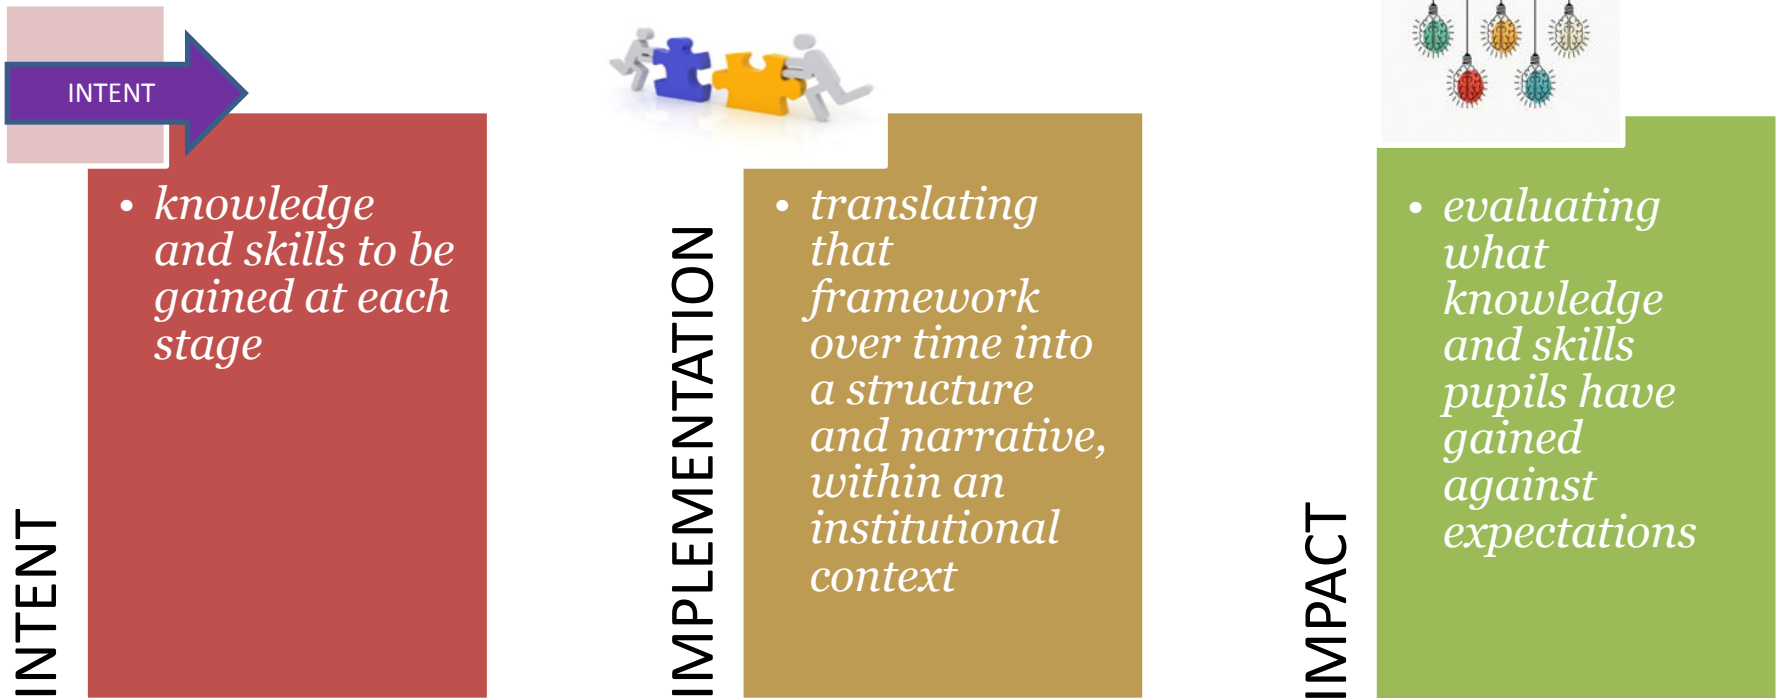 INTENT
INTENT
• knowledge
and skills to be
gained at each
stage
IMPLEMENTATION
• translating
that
framework
over time into
a structure
and narrative,
within an
institutional
context
IMPACT
• evaluating
what
knowledge
and skills
pupils have
gained
against
expectations